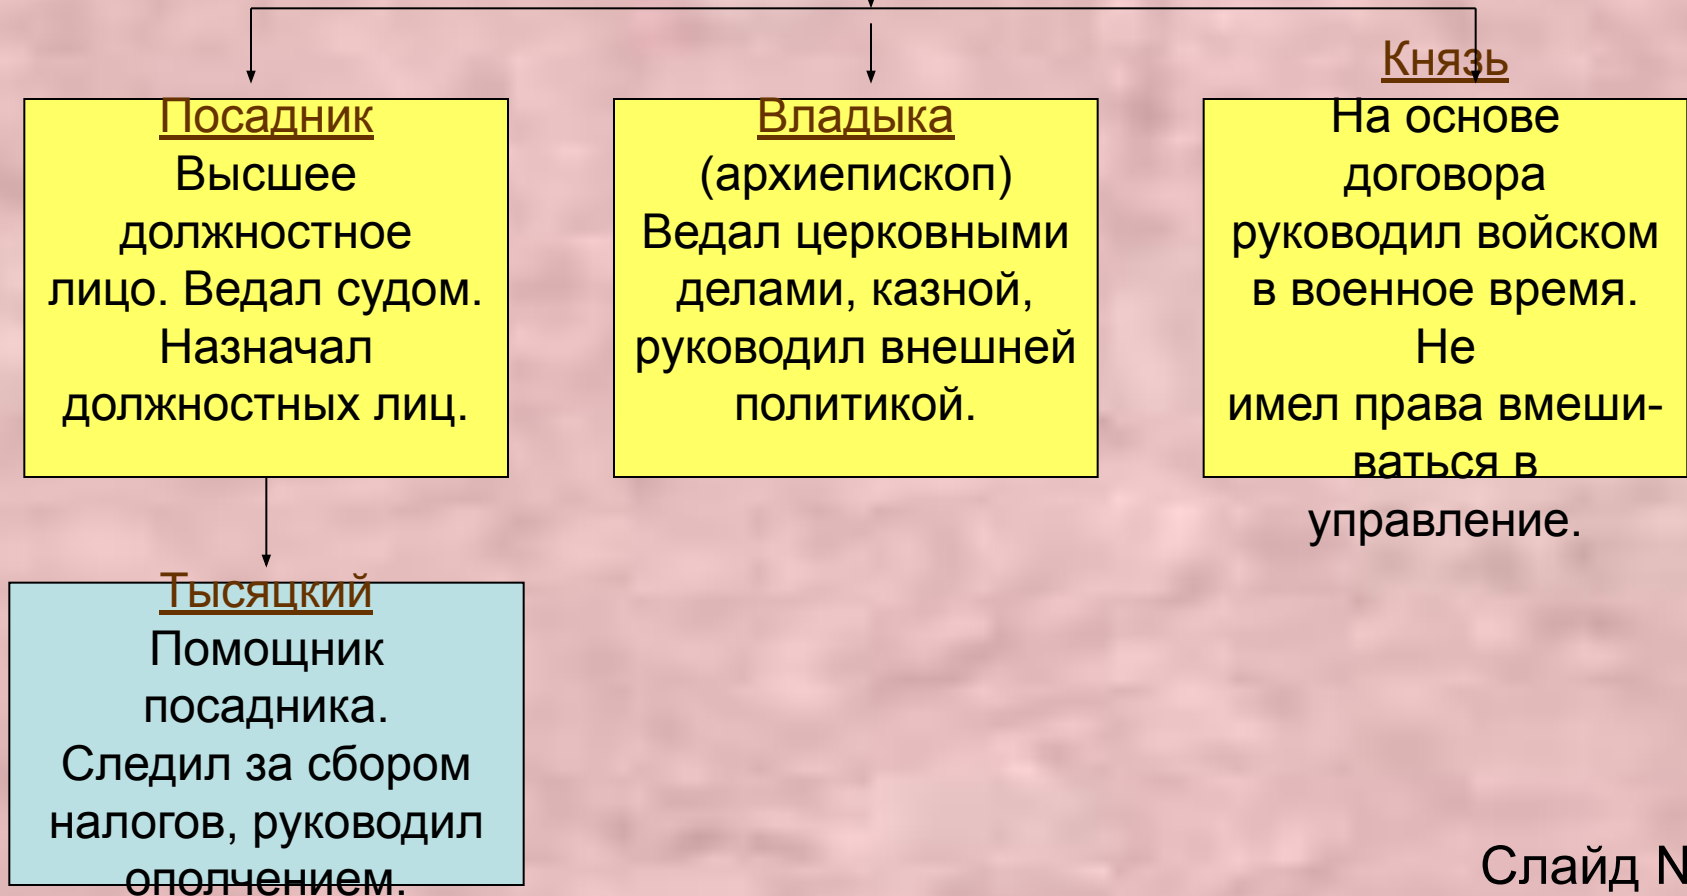 Посадник
Высшее
должностное
лицо. Ведал судом.
Назначал
должностных лиц.
Владыка
(архиепископ)
Ведал церковными
делами, казной,
руководил внешней
политикой.
Князь
На основе
договора
руководил войском
в военное время.
Не
имел права вмеши-
ваться в
управление.
Тысяцкий
Помощник
посадника.
Следил за сбором
налогов, руководил
ополчением.
Слайд N